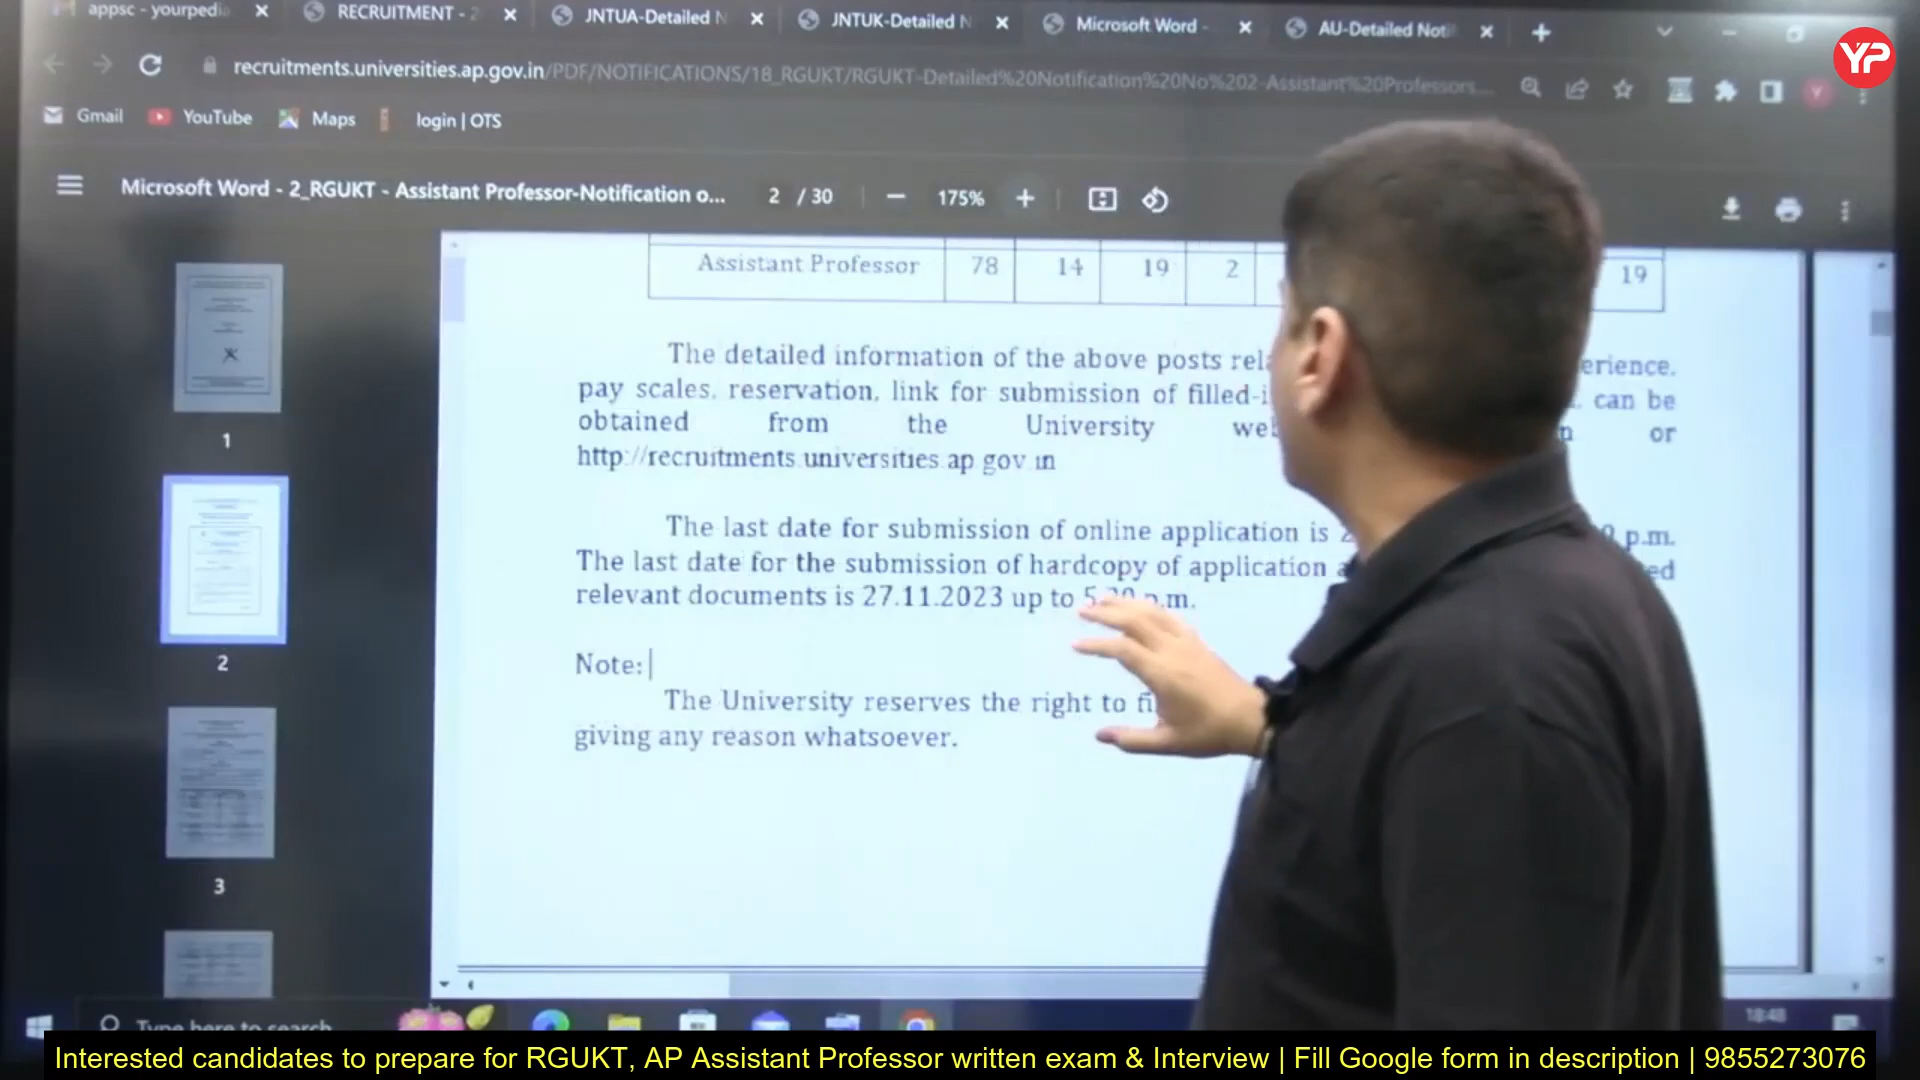 appsc - yourpedia
RECRUITMENT - 2
JNTUA-Detailed N
JNTUK-Detailed N
Microsoft Word -
AU-Detailed Noti
YP
recruitments.universities.ap.gov.in/PDF/NOTIFICATIONS/18_RGUKT/RGUKT-Detailed%20Notification%20No%202-Assistant%20Professors...
Gmail
YouTube
Maps
login | OTS
Microsoft Word - 2_RGUKT - Assistant Professor-Notification o...
2 / 30
175%
Assistant Professor 78 14 19 2 19
The detailed information of the above posts
pay scales, reservation, link for submission of can be
obtained from the University or
http://recruitments.universities.ap.gov.in
The last date for submission of online application is p.m.
The last date for the submission of hardcopy of application
relevant documents is 27.11.2023 up to p.m.
Note:
The University reserves the right to
giving any reason whatsoever.
1
2
3
Type here to search
18:48
Interested candidates to prepare for RGUKT, AP Assistant Professor written exam & Interview | Fill Google form in description | 9855273076